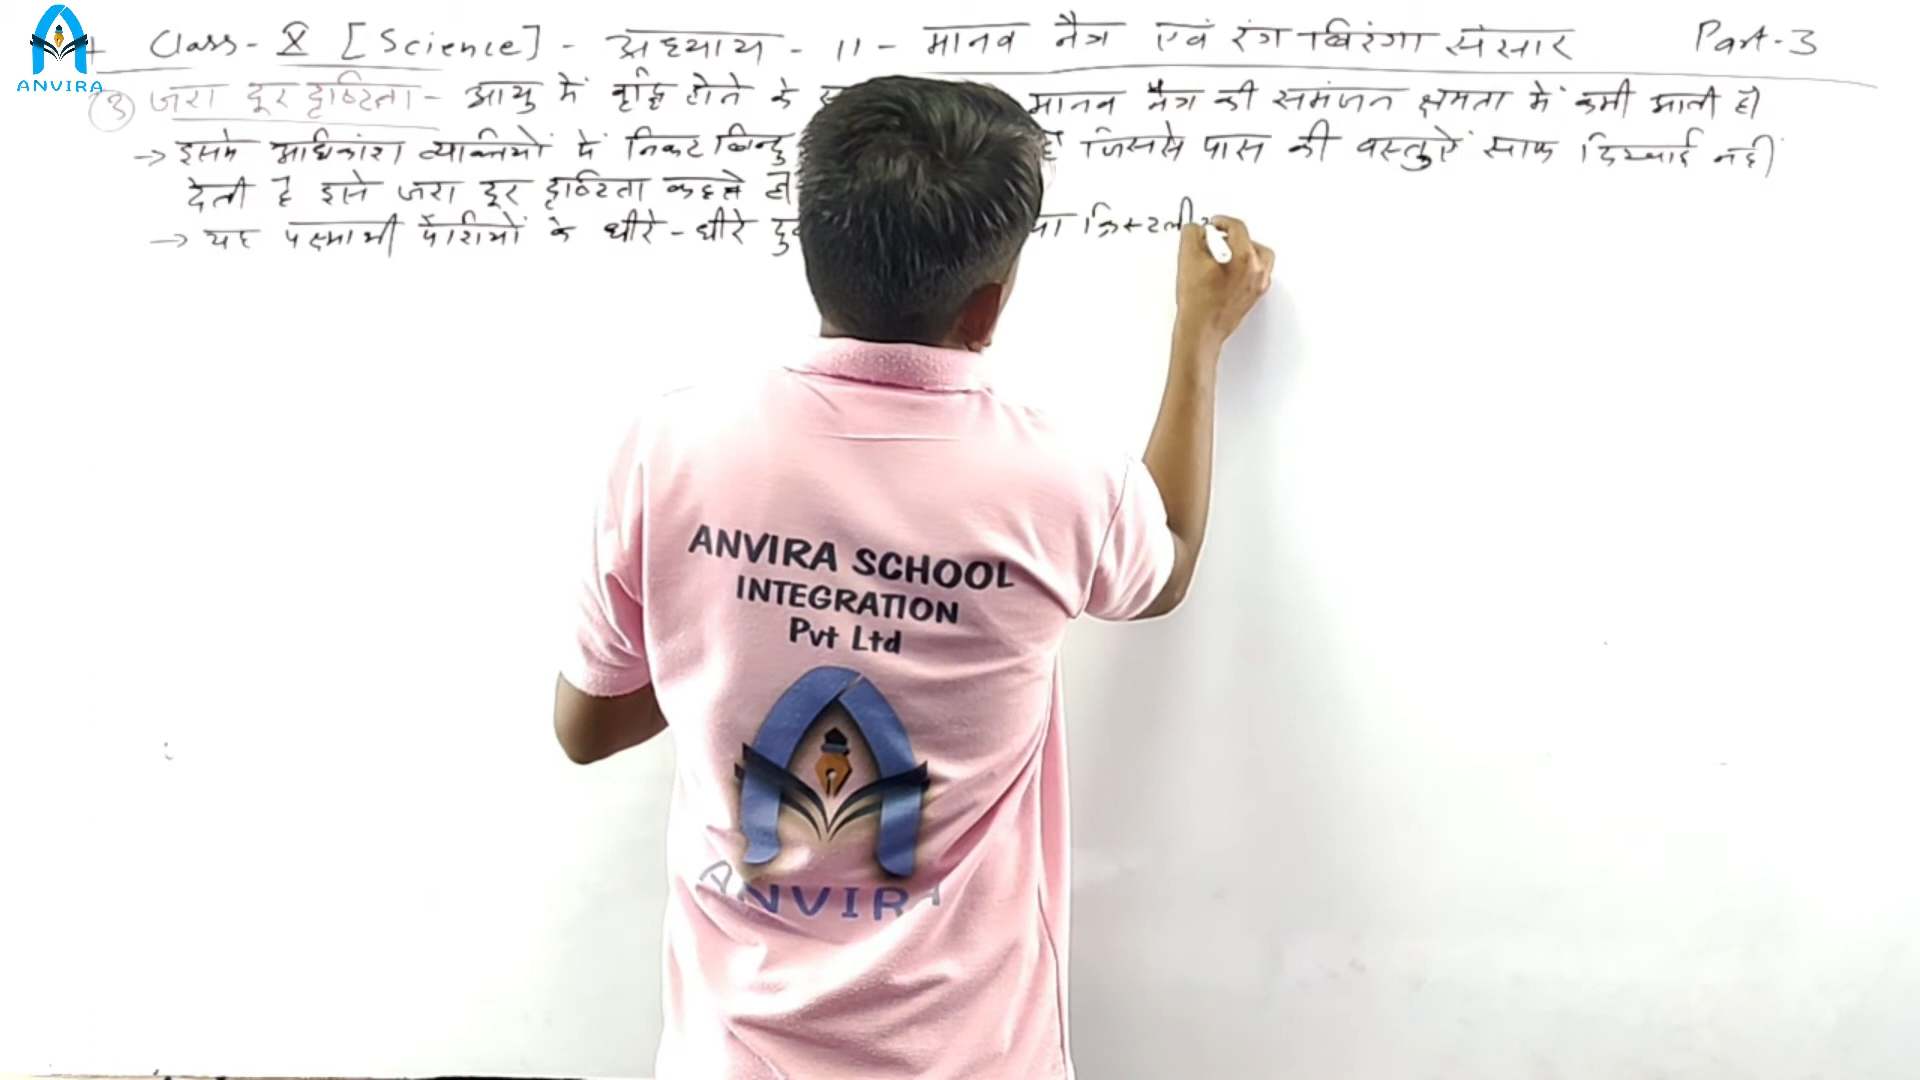 Class - X [Science] - अध्याय - 11 - मानव नेत्र एवं रंग बिरंगा संसार Part-3
ANVIRA
(3) जरा दूर दृष्टिता - आयु में वृद्धि होने के मानव नेत्र की समंजन क्षमता में कमी आती है
→ इसमे अधिकांश व्यक्तियों में निकट बिन्दु है जिससे पास की वस्तुऐं साफ दिखाई नहीं
देती है इसे जरा दूर दृष्टिता कहते है
→ यह पक्ष्माभी पेशियों के धीरे-धीरे या
ANVIRA SCHOOL
INTEGRATION
Pvt Ltd
ANVIRA